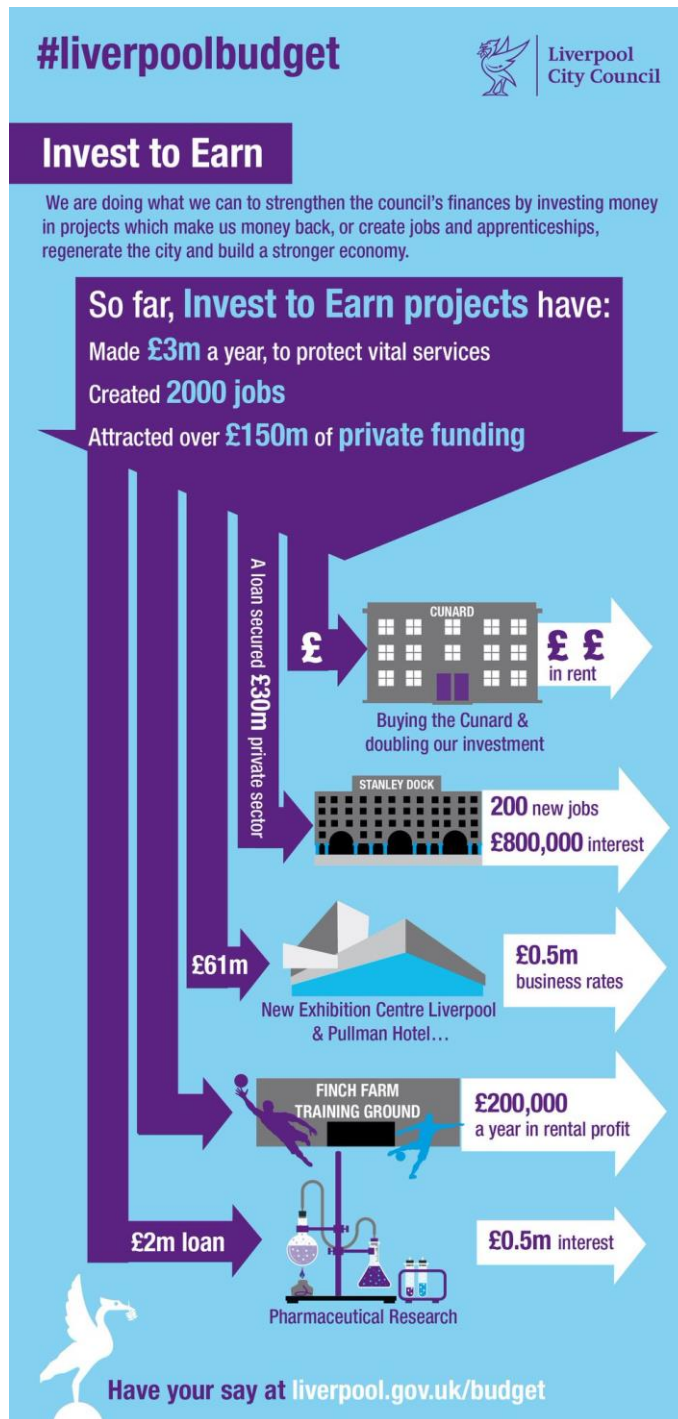 #liverpoolbudget
Liverpool
City Council
Invest to Earn
We are doing what we can to strengthen the council's finances by investing money
in projects which make us money back, or create jobs and apprenticeships,
regenerate the city and build a stronger economy.
So far, Invest to Earn projects have:
Made £3m a year, to protect vital services
Created 2000 jobs
Attracted over £150m of private funding
£
CUNARD
£ £
in rent
Buying the Cunard &
doubling our investment
A loan secured £30m private sector
STANLEY DOCK
200 new jobs
£800,000 interest
£61m
£0.5m
business rates
New Exhibition Centre Liverpool
& Pullman Hotel...
FINCH FARM
TRAINING GROUND
£200,000
a year in rental profit
£2m loan
£0.5m interest
Pharmaceutical Research
Have your say at liverpool.gov.uk/budget